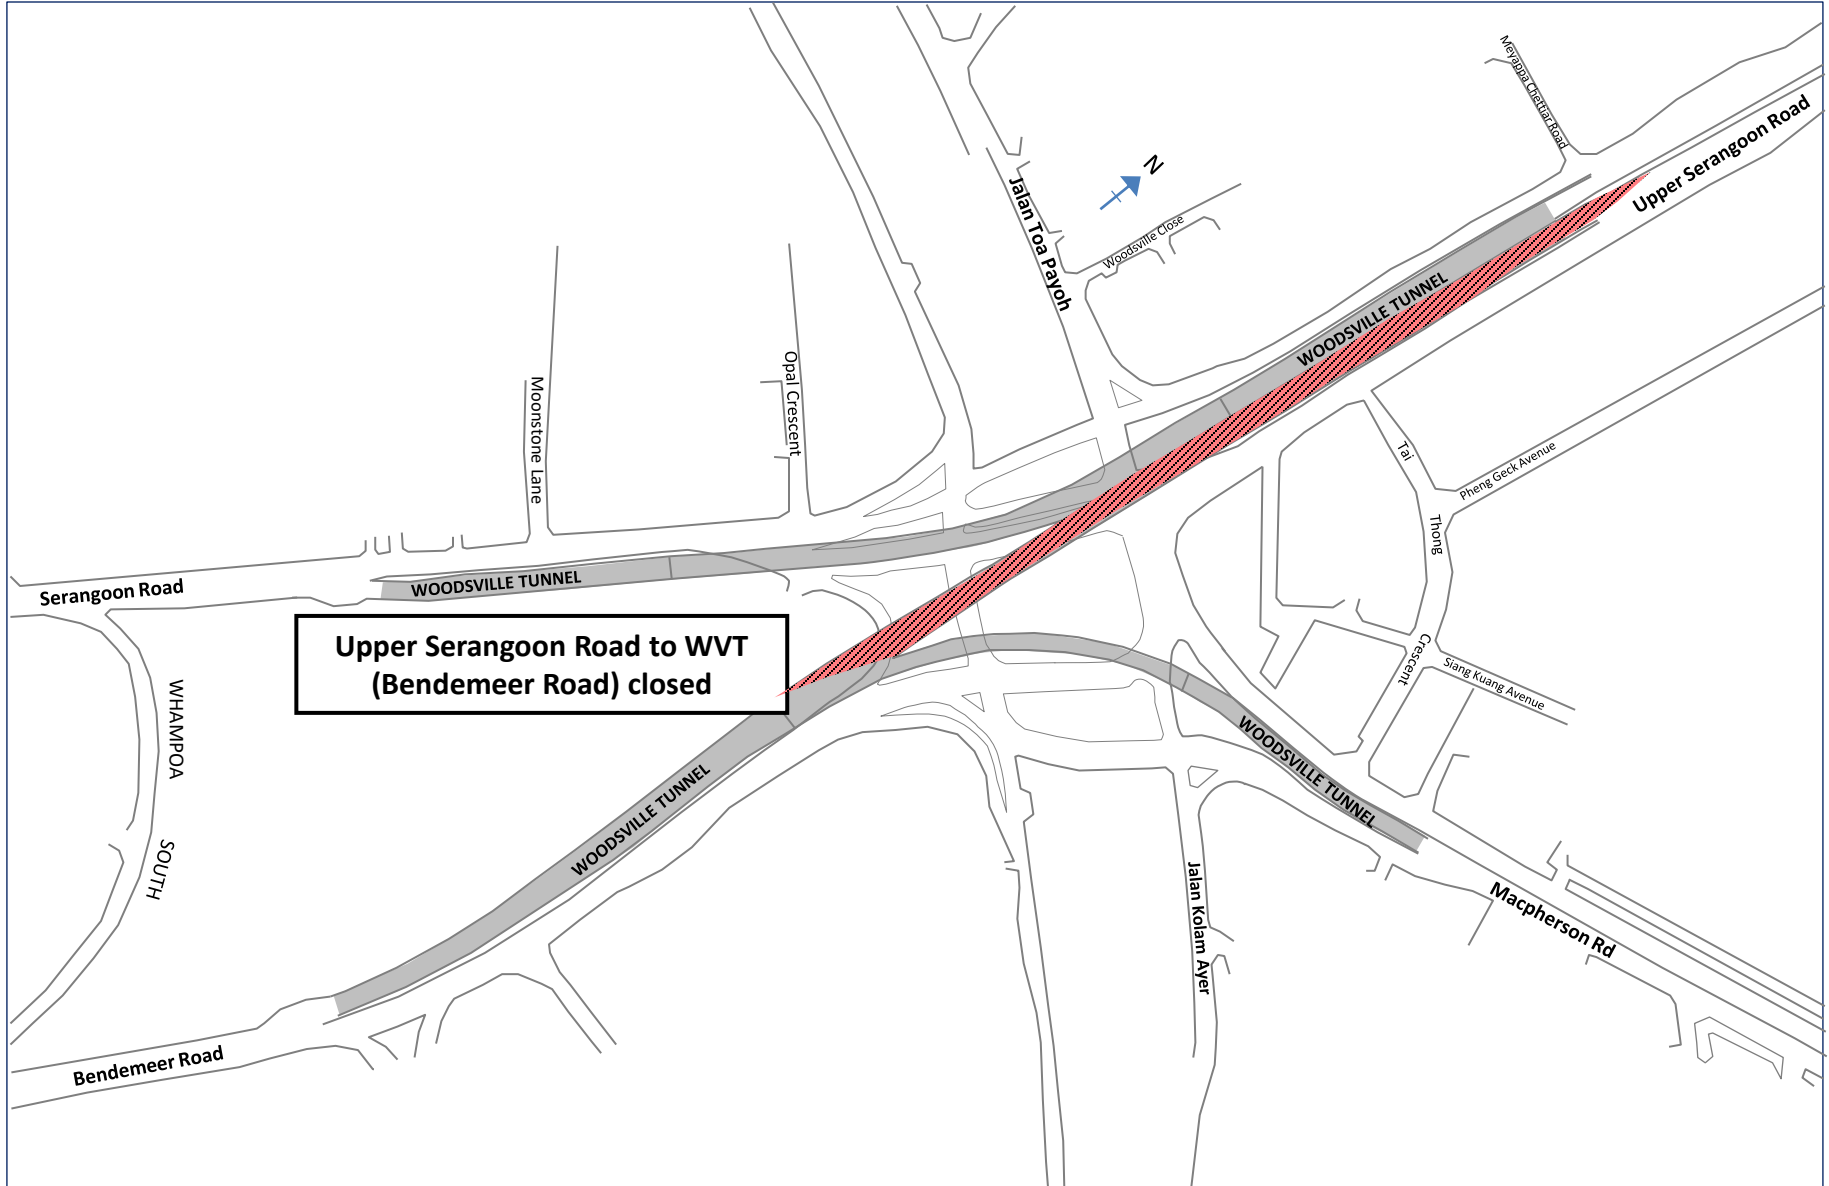 Meyappa Chettiar Road
Upper Serangoon Road
N
Jalan Toa Payoh
Woodsville Close
WOODSVILLE TUNNEL
Moonstone Lane
Opal Crescent
Tai
Thong
Crescent
Pheng Geck Avenue
Siang Kuang Avenue
Serangoon Road
WOODSVILLE TUNNEL
Upper Serangoon Road to WVT
(Bendemeer Road) closed
WHAMPOA
SOUTH
WOODSVILLE TUNNEL
WOODSVILLE TUNNEL
Jalan Kolam Ayer
Macpherson Rd
Bendemeer Road